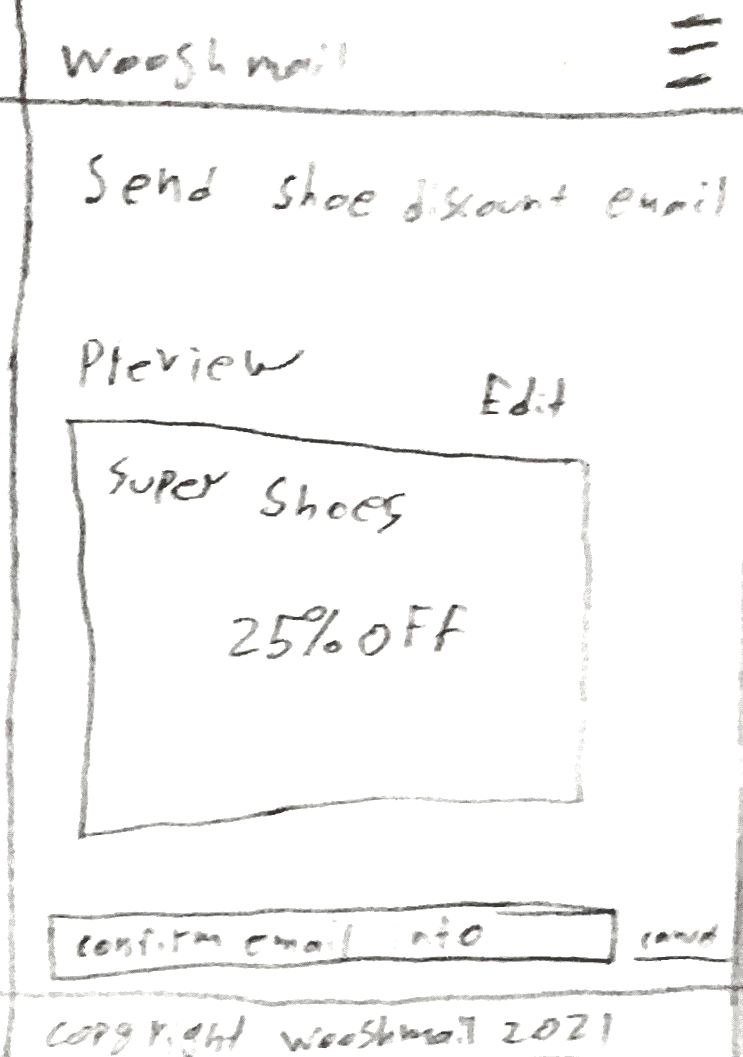 Wooshmail
Send shoe discount email
Preview
Edit
Super Shoes
25% OFF
confirm email info
cancel
copyright wooshmail 2021